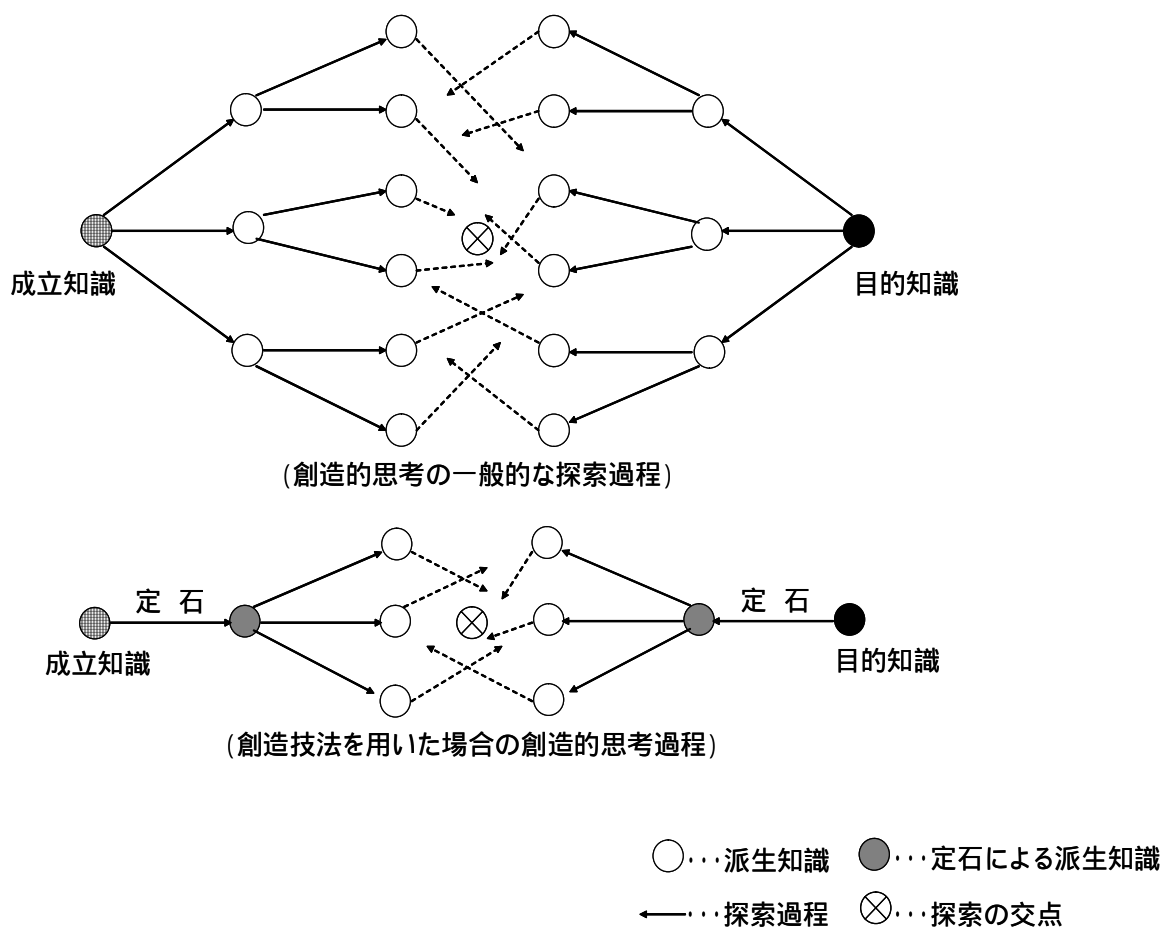 成立知識
目的知識
(創造的思考の一般的な探索過程)
定 石
定 石
成立知識
目的知識
(創造技法を用いた場合の創造的思考過程)
・・・派生知識
・・・定石による派生知識
・・・探索過程
・・・探索の交点